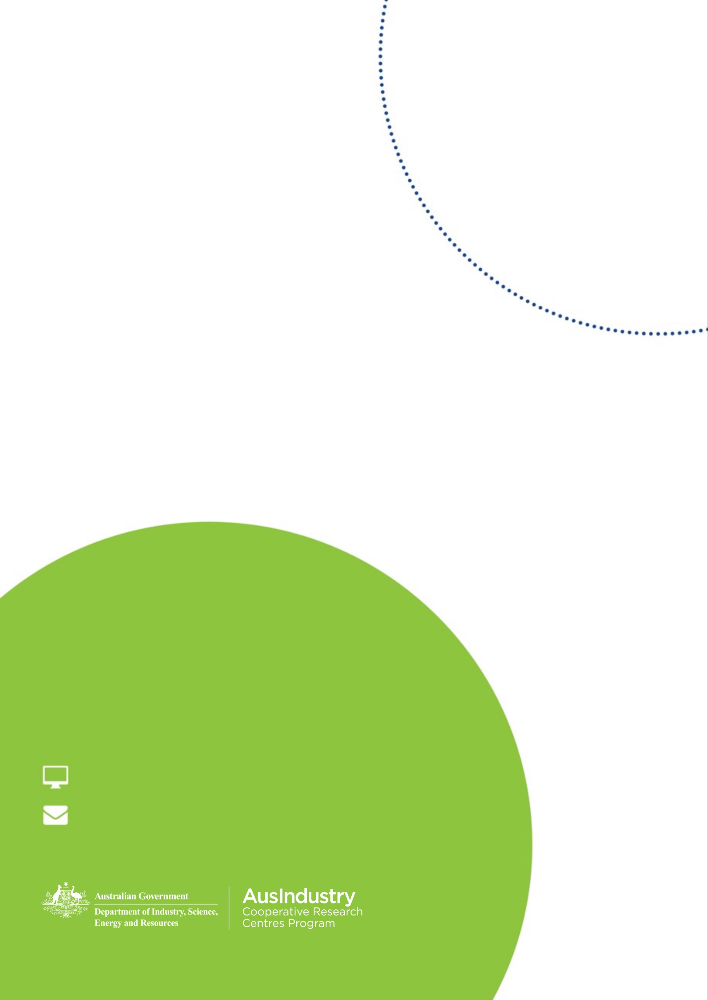 Australian Government
Department of Industry, Science,
Energy and Resources
AusIndustry
Cooperative Research
Centres Program